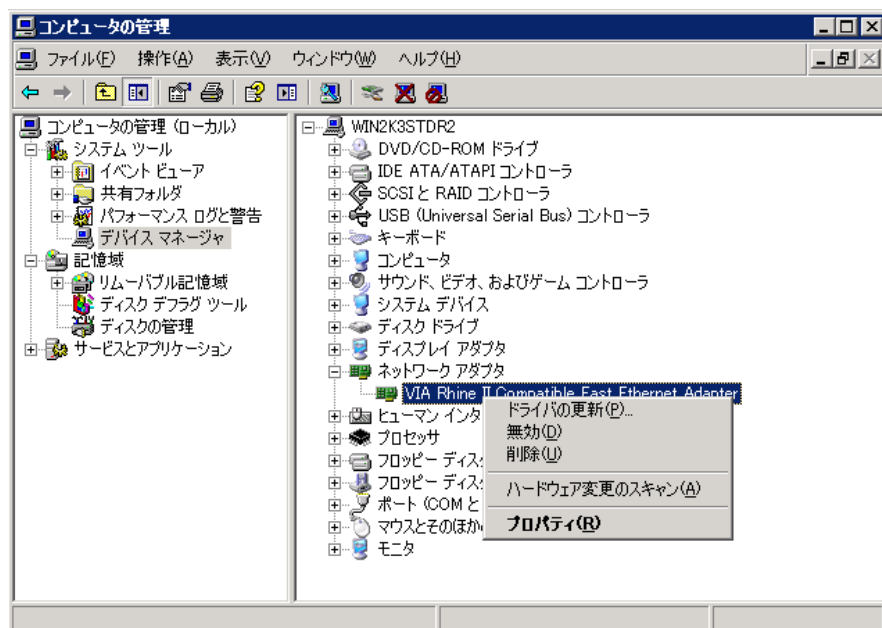 コンピュータの管理
ファイル(F) 操作(A) 表示(V) ウィンドウ(W) ヘルプ(H)
コンピュータの管理 (ローカル)
システム ツール
イベント ビューア
共有フォルダ
パフォーマンス ログと警告
デバイス マネージャ
記憶域
リムーバブル記憶域
ディスク デフラグ ツール
ディスクの管理
サービスとアプリケーション
WIN2K3STDR2
DVD/CD-ROM ドライブ
IDE ATA/ATAPI コントローラ
SCSI と RAID コントローラ
USB (Universal Serial Bus) コントローラ
キーボード
コンピュータ
サウンド、ビデオ、およびゲーム コントローラ
システム デバイス
ディスク ドライブ
ディスプレイ アダプタ
ネットワーク アダプタ
VIA Rhine II Compatible Fast Ethernet Adapter
ヒューマン インタ
プロセッサ
フロッピー ディス
フロッピー ディス
ポート (COM と
マウスとそのほか
モニタ
ドライバの更新(P)...
無効(D)
削除(U)
ハードウェア変更のスキャン(A)
プロパティ(R)